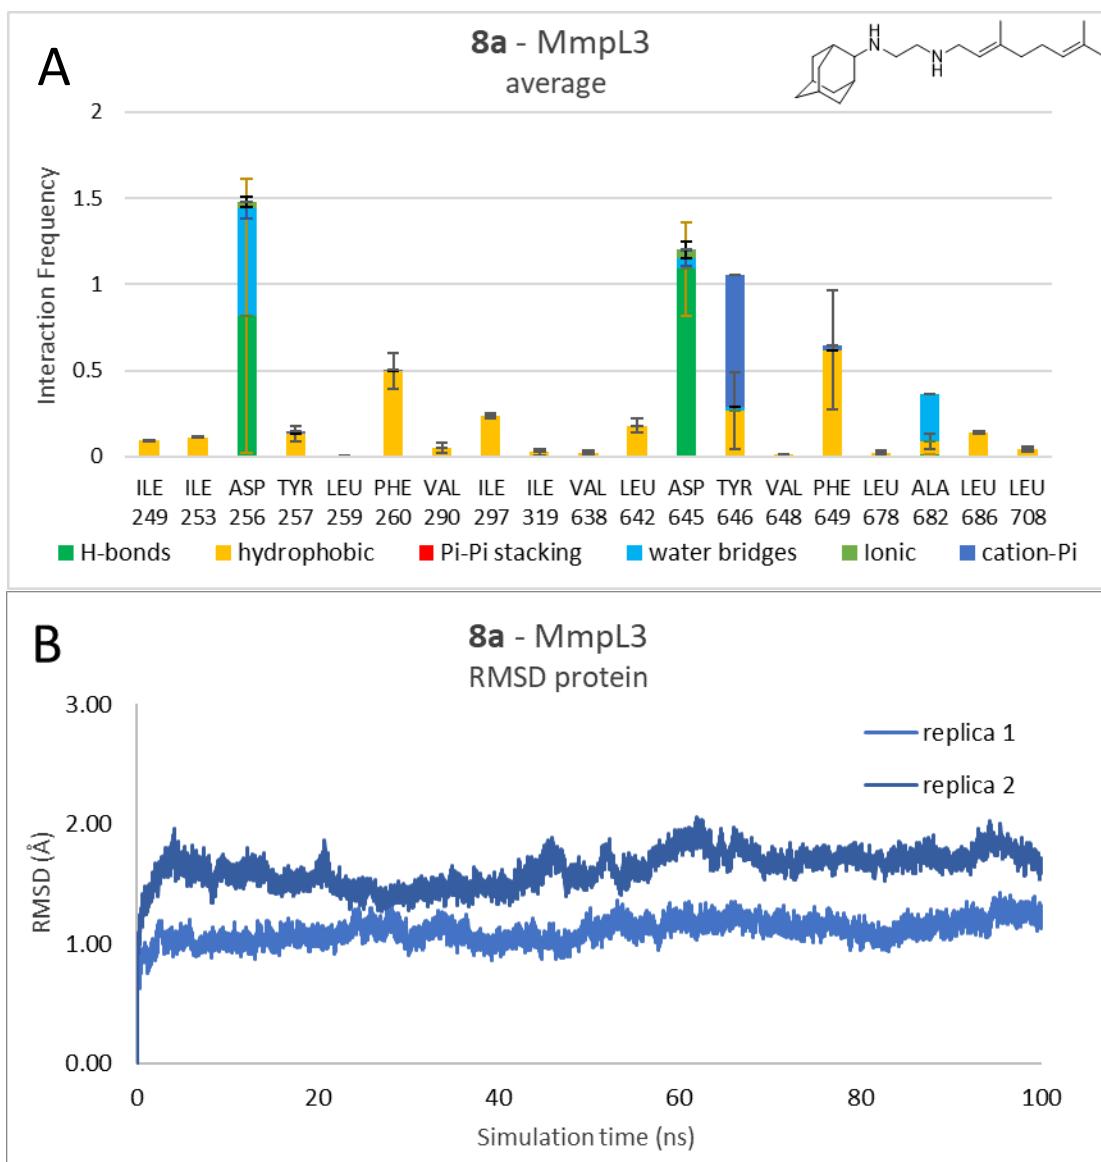 A
8a - MmpL3
average
H
N
N
H
Interaction Frequency
2
1.5
1
0.5
0
ILE ILE ASP TYR LEU PHE VAL ILE ILE VAL LEU ASP TYR VAL PHE LEU ALA LEU LEU
249 253 256 257 259 260 290 297 319 638 642 645 646 648 649 678 682 686 708
H-bonds hydrophobic Pi-Pi stacking water bridges Ionic cation-Pi
B
8a - MmpL3
RMSD protein
3.00
2.00
1.00
0.00
RMSD (Å)
replica 1
replica 2
0 20 40 60 80 100
Simulation time (ns)